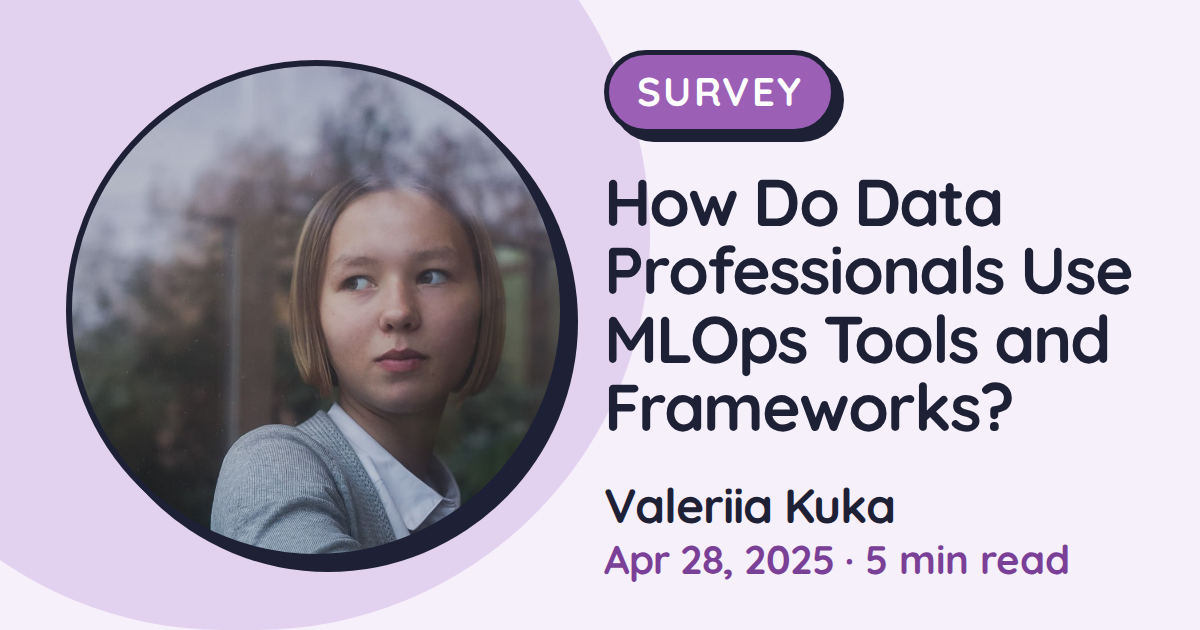 SURVEY
How Do Data
Professionals Use
MLOps Tools and
Frameworks?
Valeriia Kuka
Apr 28, 2025 · 5 min read